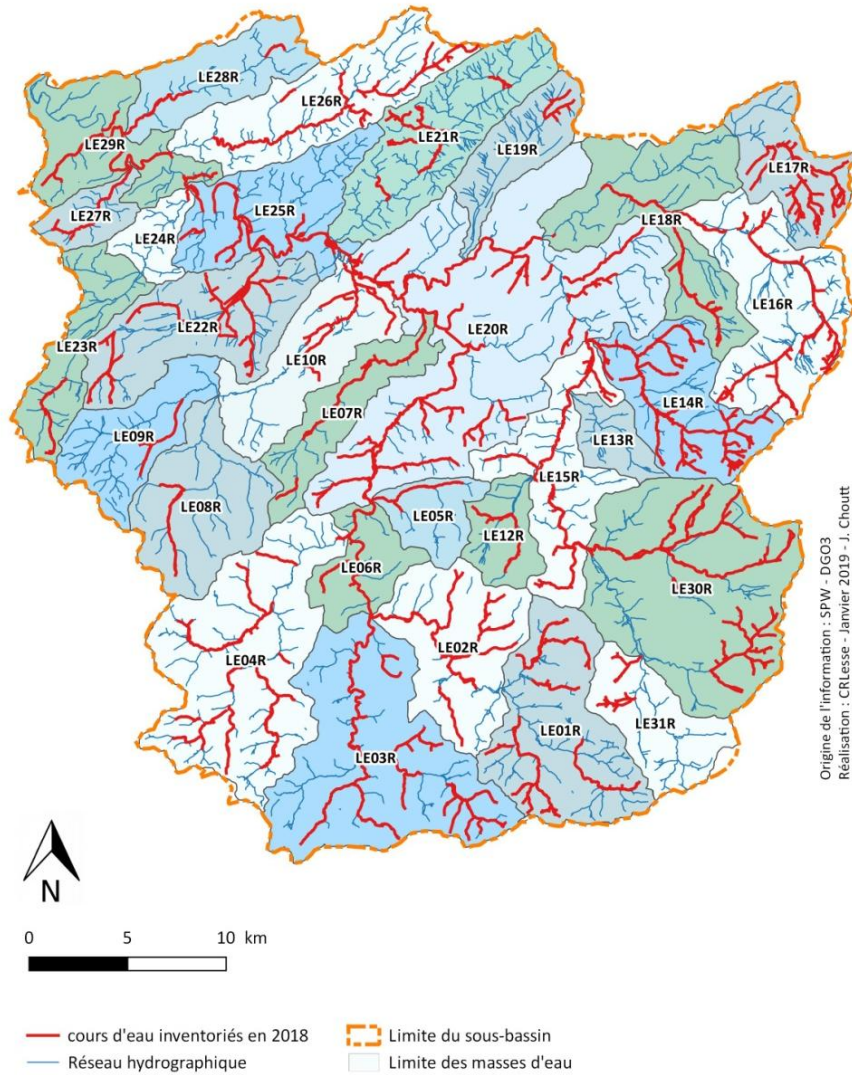 LE28R
LE26R
LE29R
LE21R
LE19R
LE17R
LE27R
LE24R
LE25R
LE18R
LE16R
LE23R
LE22R
LE20R
LE10R
LE07R
LE14R
LE09R
LE13R
LE08R
LE15R
LE05R
LE12R
LE06R
LE30R
LE04R
LE02R
LE03R
LE01R
LE31R
Origine de l'information : SPW - DGO3
Réalisation : CRLesse - Janvier 2019 - J. Choutt
N
0 5 10 km
cours d'eau inventoriés en 2018
Limite du sous-bassin
Réseau hydrographique
Limite des masses d'eau